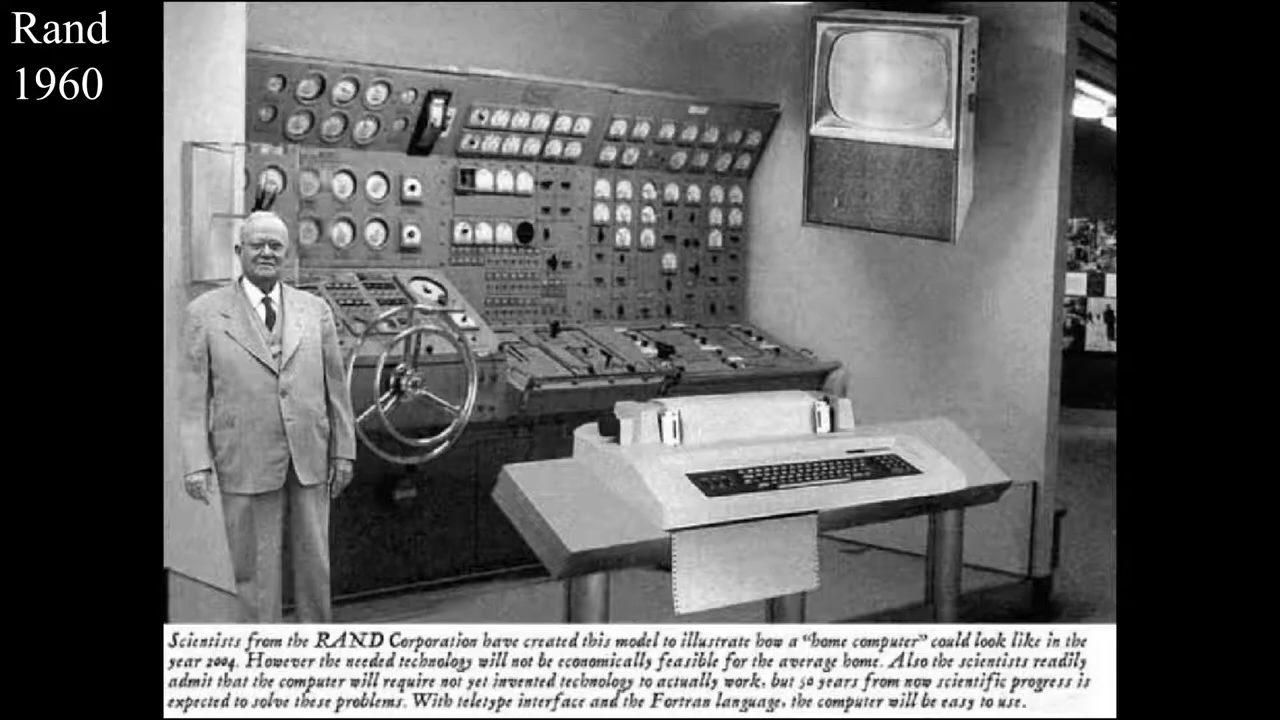 Rand
1960
Scientists from the RAND Corporation have created this model to illustrate how a "home computer" could look like in the
year 2004. However the needed technology will not be economically feasible for the average home. Also the scientists readily
admit that the computer will require not yet invented technology to actually work, but 50 years from now scientific progress is
expected to solve these problems. With teletype interface and the Fortran language, the computer will be easy to use.